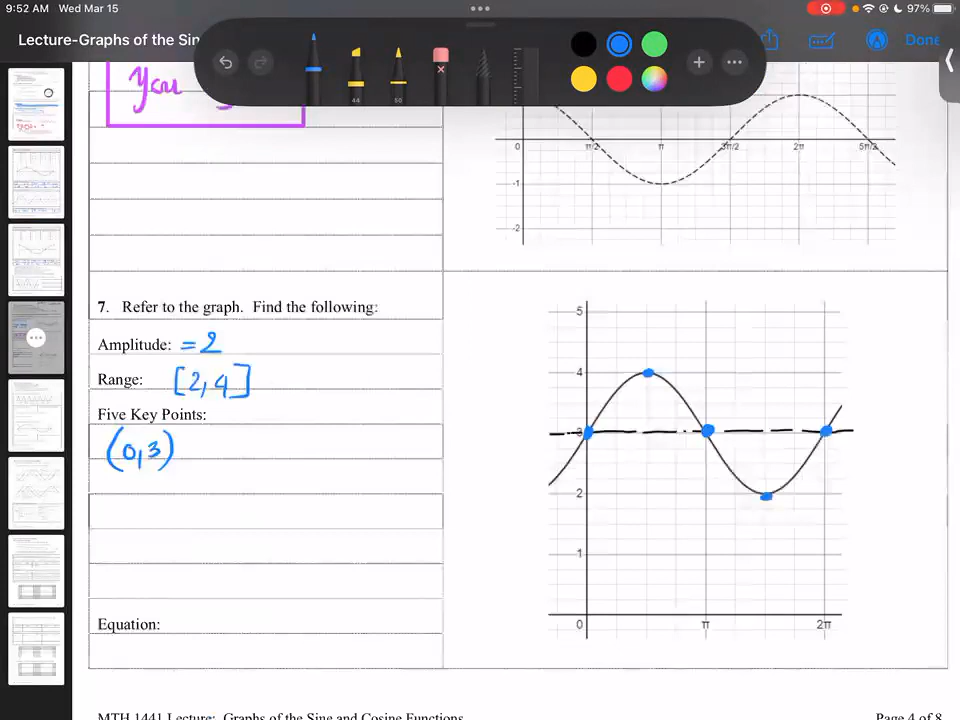 9:52 AM Wed Mar 15
97%
Lecture-Graphs of the Sin
Done
44
50
You
0
π/2
π
3π/2
2π
5π/2
-1
-2
7. Refer to the graph. Find the following:
Amplitude: = 2
Range: [2,4]
Five Key Points:
(0,3)
Equation:
5
4
3
2
1
0
π
2π
MTH 1441 Lecture: Graphs of the Sine and Cosine Functions
Page 4 of 8